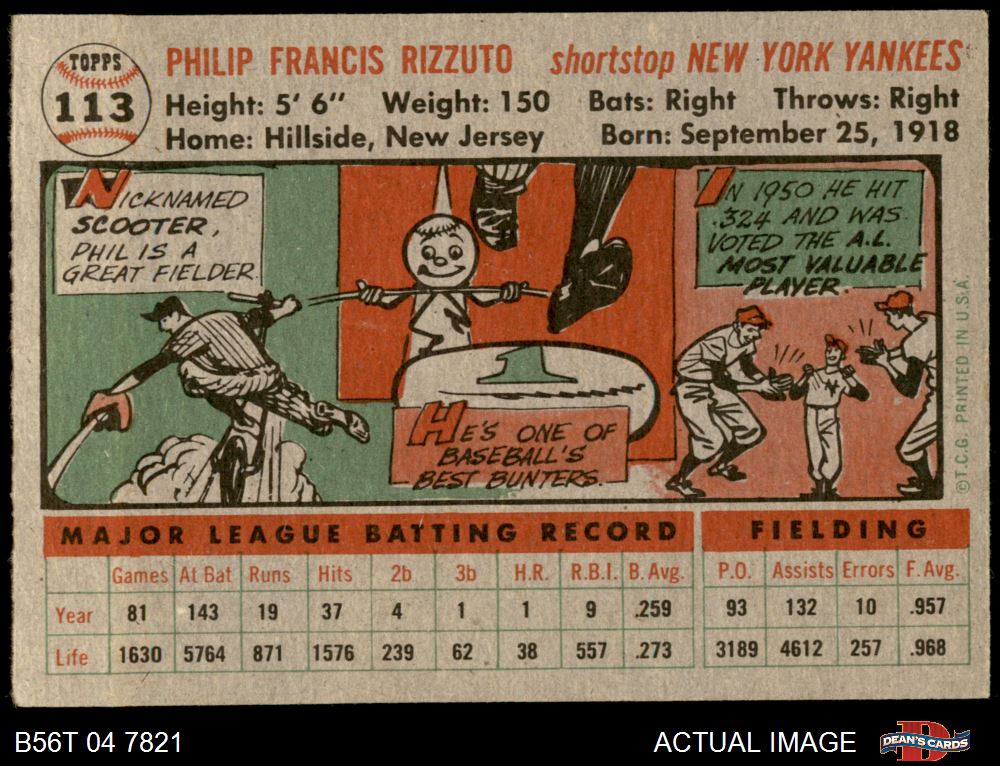 TOPPS
113
PHILIP FRANCIS RIZZUTO shortstop NEW YORK YANKEES
Height: 5' 6" Weight: 150 Bats: Right Throws: Right
Home: Hillside, New Jersey Born: September 25, 1918
NICKNAMED
SCOOTER,
PHIL IS A
GREAT FIELDER.
1
HE'S ONE OF
BASEBALL'S
BEST BUNTERS.
IN 1950 HE HIT
.324 AND WAS
VOTED THE A.L.
MOST VALUABLE
PLAYER.
NY
©T.C.G. PRINTED IN U.S.A.
MAJOR LEAGUE BATTING RECORD FIELDING
Games At Bat Runs Hits 2b 3b H.R. R.B.I. B. Avg. P.O. Assists Errors F. Avg.
Year 81 143 19 37 4 1 1 9 .259 93 132 10 .957
Life 1630 5764 871 1576 239 62 38 557 .273 3189 4612 257 .968
B56T 04 7821 ACTUAL IMAGE D DEAN'S CARDS